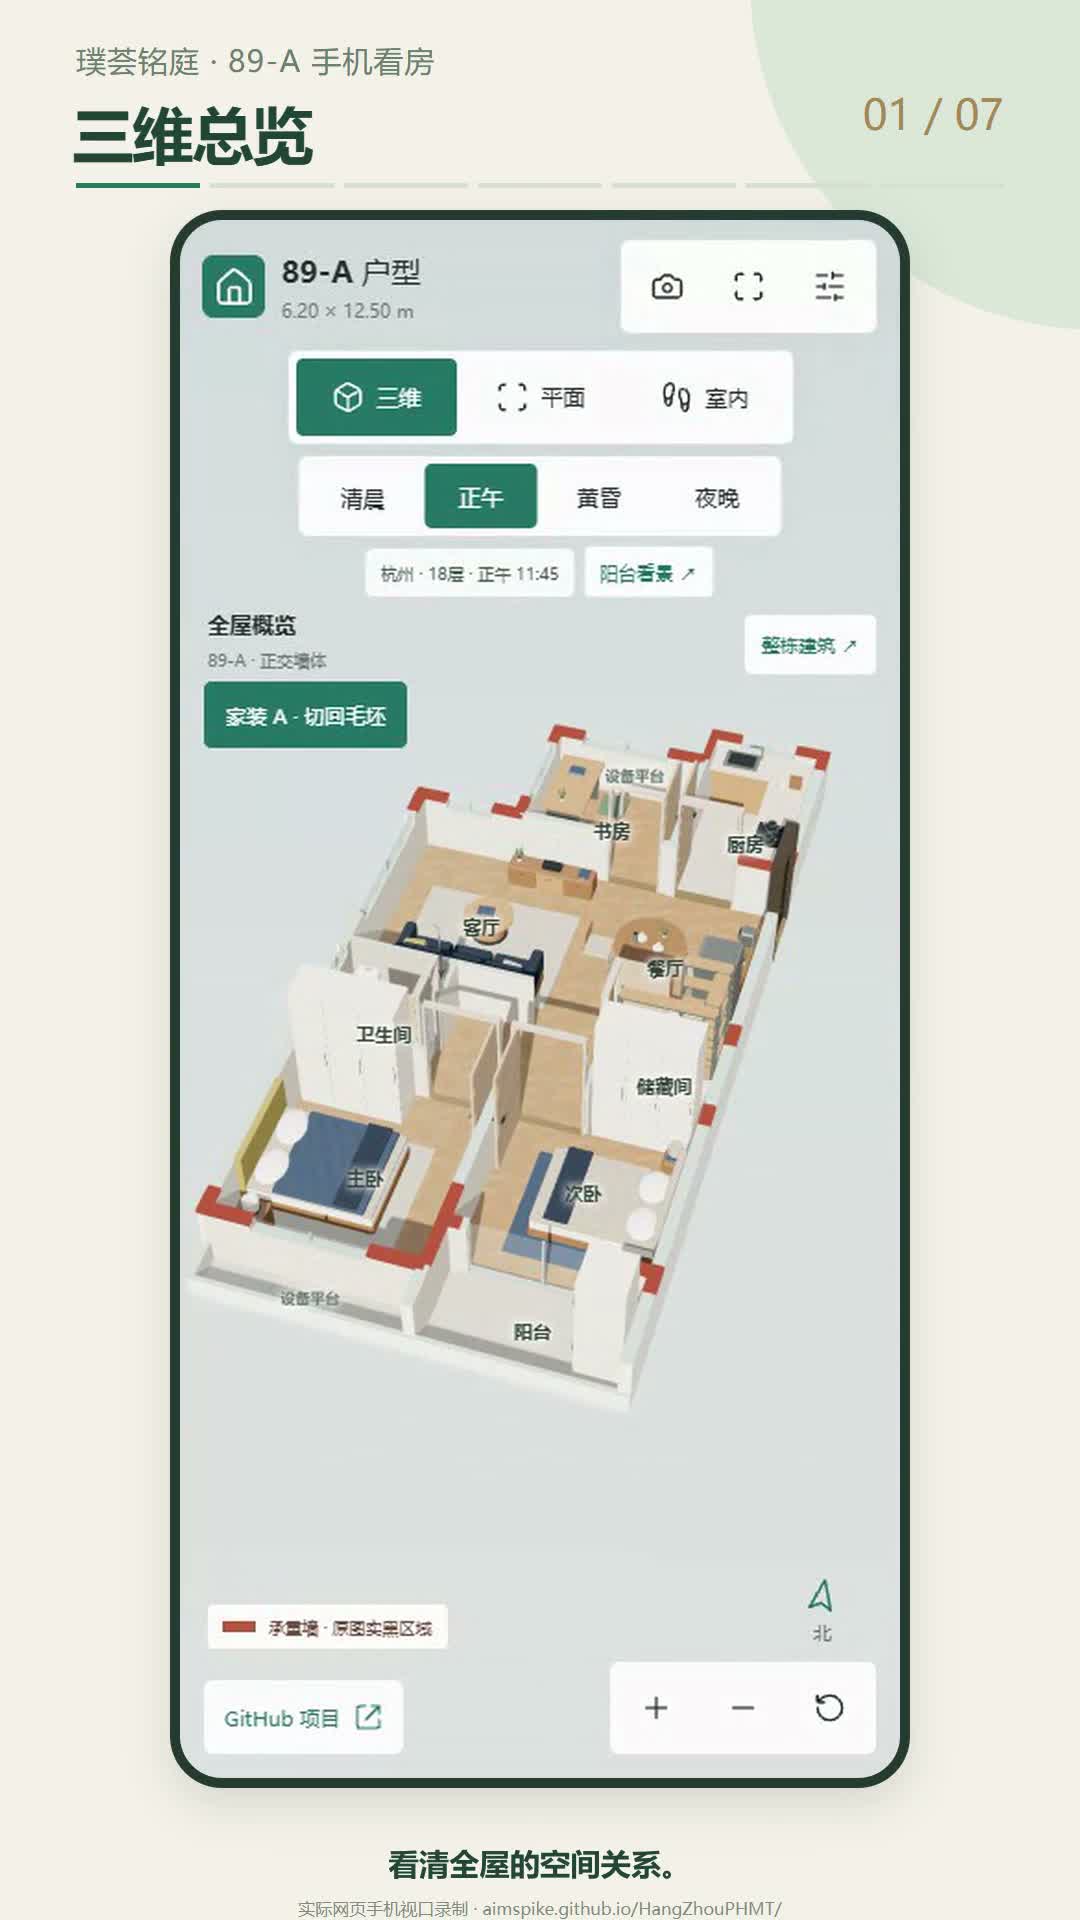 璞荟铭庭 · 89-A 手机看房
三维总览
01 / 07
89-A 户型
6.20 × 12.50 m
三维
平面
室内
清晨
正午
黄昏
夜晚
杭州 · 18层 · 正午 11:45
阳台看景 ↗
全屋概览
89-A · 正交墙体
整栋建筑 ↗
家装 A · 切回毛坯
设备平台
书房
厨房
客厅
餐厅
卫生间
储藏间
主卧
次卧
设备平台
阳台
北
承重墙 · 原图实黑区域
GitHub 项目
看清全屋的空间关系。
实际网页手机视口录制 · aimspike.github.io/HangZhouPHMT/